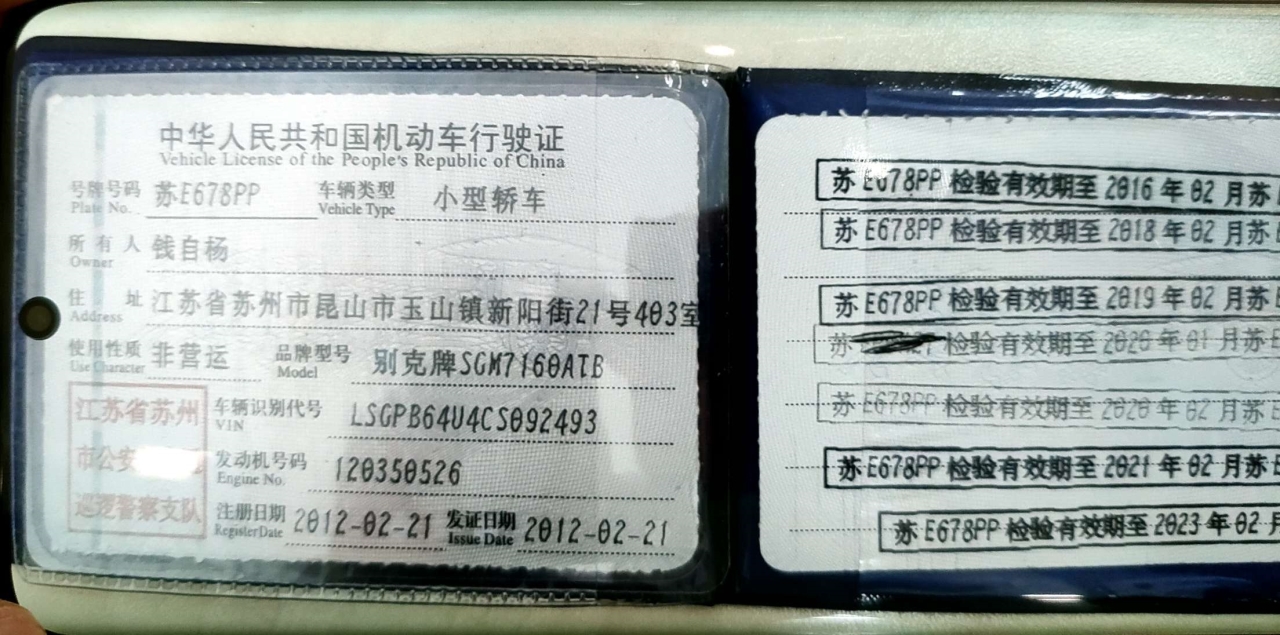 中华人民共和国机动车行驶证
Vehicle License of the People's Republic of China
号牌号码 苏E678PP 车辆类型 小型轿车
Plate No. Vehicle Type
所有人 钱自杨
Owner
住址 江苏省苏州市昆山市玉山镇新阳街21号403室
Address
使用性质 非营运 品牌型号 别克牌SGM7160ATB
Use Character Model
江苏省苏州
车辆识别代号 LSGPB64U4CS092493
VIN
市公安
发动机号码 120350526
Engine No.
巡逻警察支队
注册日期 2012-02-21 发证日期 2012-02-21
Register Date Issue Date
苏E678PP 检验有效期至 2016 年 02 月苏
苏E678PP 检验有效期至 2018 年 02 月苏
苏E678PP 检验有效期至 2019 年 02 月苏
苏 检验有效期至 2020 年 01 月苏
苏E678PP 检验有效期至 2020 年 02 月苏
苏E678PP 检验有效期至 2021 年 02 月苏E
苏E678PP 检验有效期至 2023 年 02 月